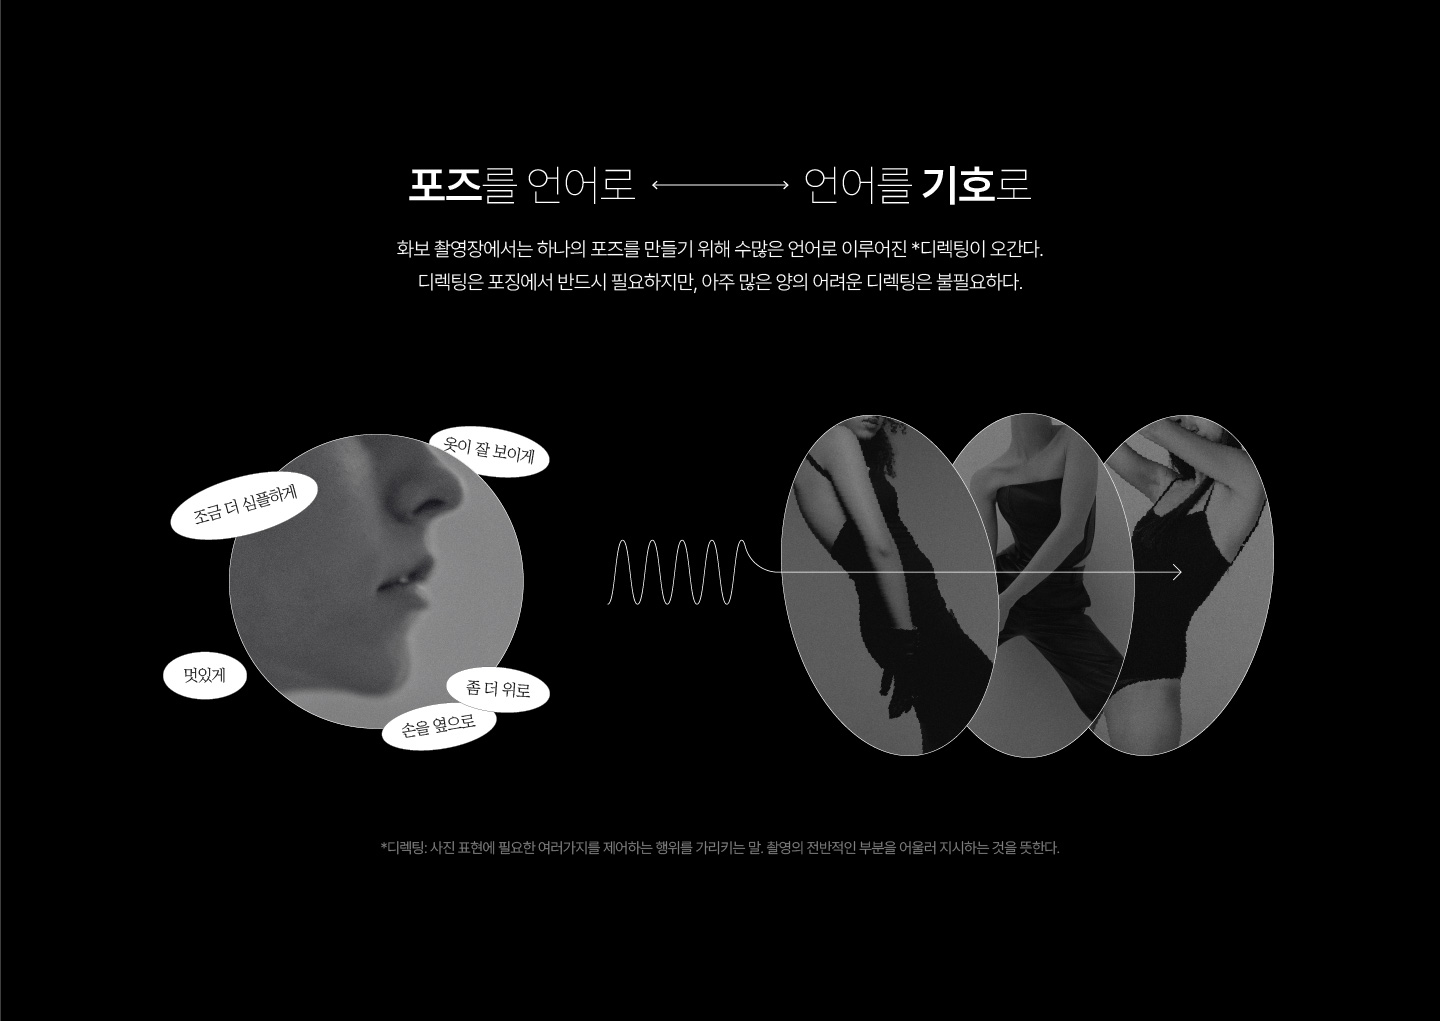 포즈를 언어로 ↔ 언어를 기호로
화보 촬영장에서는 하나의 포즈를 만들기 위해 수많은 언어로 이루어진 *디렉팅이 오간다.
디렉팅은 포징에서 반드시 필요하지만, 아주 많은 양의 어려운 디렉팅은 불필요하다.
옷이 잘 보이게
조금 더 심플하게
멋있게
좀 더 위로
손을 옆으로
*디렉팅: 사진 표현에 필요한 여러가지를 제어하는 행위를 가리키는 말. 촬영의 전반적인 부분을 어울러 지시하는 것을 뜻한다.